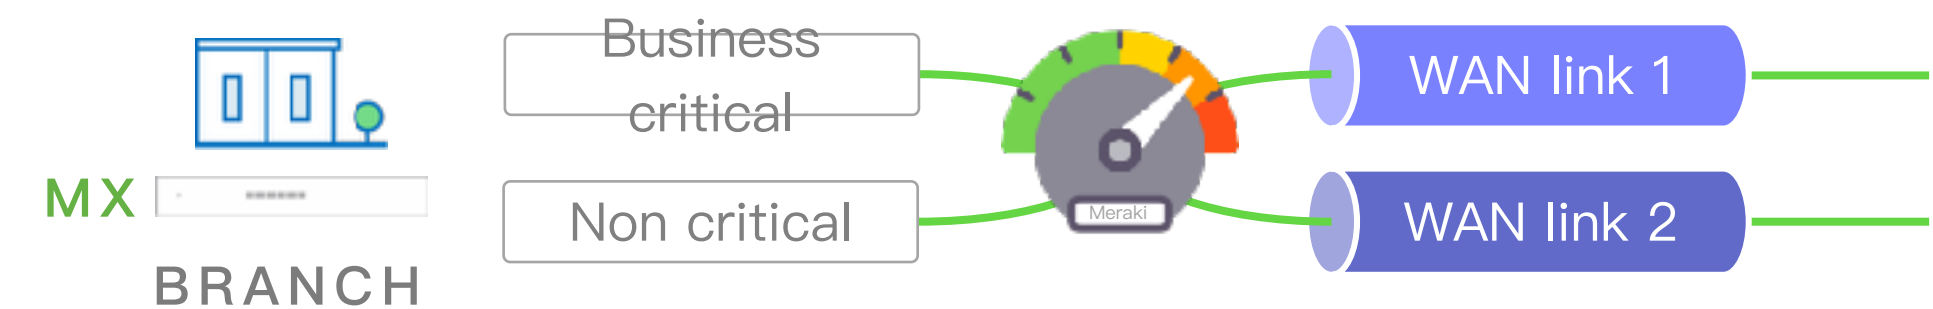 Business
critical
WAN link 1
MX
Non critical
Meraki
WAN link 2
BRANCH